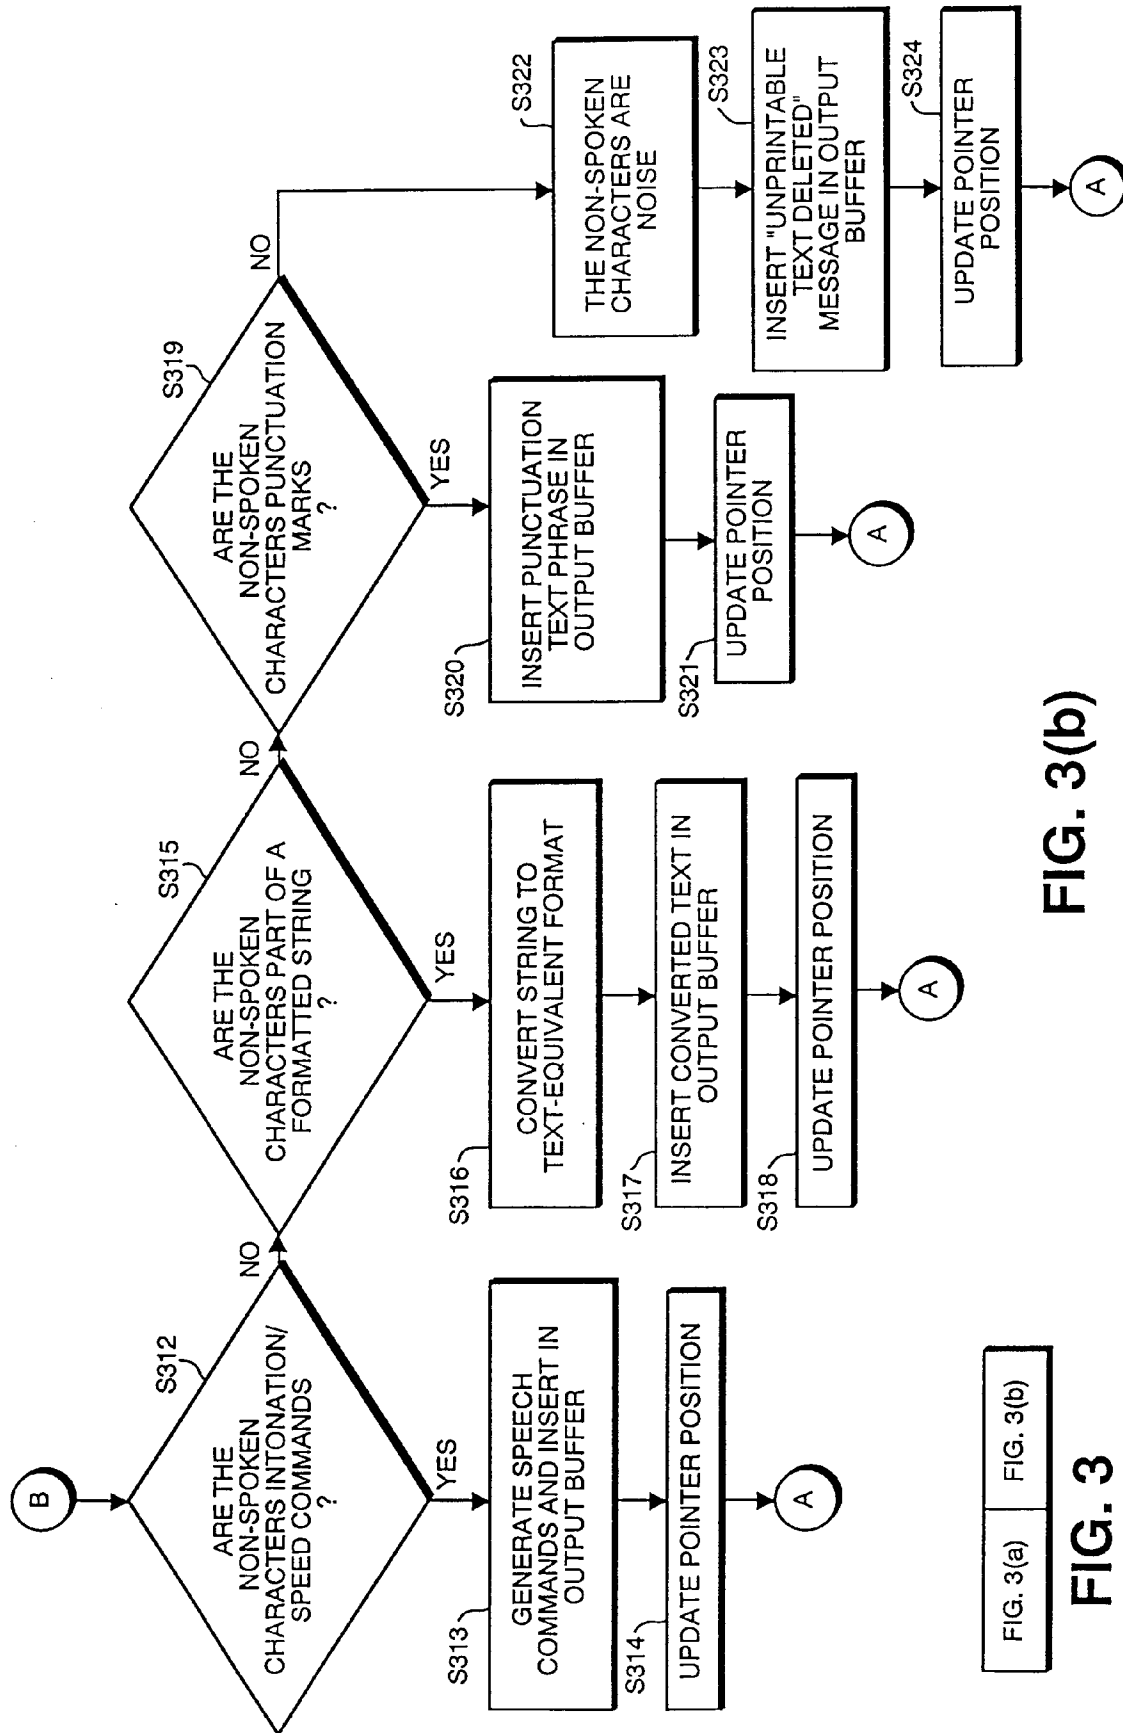 B
ARE THE
NON-SPOKEN
CHARACTERS INTONATION/
SPEED COMMANDS
?
S312
NO
YES
S313
GENERATE SPEECH
COMMANDS AND INSERT IN
OUTPUT BUFFER
S314
UPDATE POINTER POSITION
A
ARE THE
NON-SPOKEN
CHARACTERS PART OF A
FORMATTED STRING
?
S315
NO
YES
S316
CONVERT STRING TO
TEXT-EQUIVALENT FORMAT
S317
INSERT CONVERTED TEXT IN
OUTPUT BUFFER
S318
UPDATE POINTER POSITION
A
ARE THE
NON-SPOKEN
CHARACTERS PUNCTUATION
MARKS
?
S319
NO
YES
S320
INSERT PUNCTUATION
TEXT PHRASE IN
OUTPUT BUFFER
S321
UPDATE POINTER
POSITION
A
S322
THE NON-SPOKEN
CHARACTERS ARE
NOISE
S323
INSERT "UNPRINTABLE
TEXT DELETED"
MESSAGE IN OUTPUT
BUFFER
S324
UPDATE POINTER
POSITION
A
FIG. 3(a)
FIG. 3(b)
FIG. 3
FIG. 3(b)